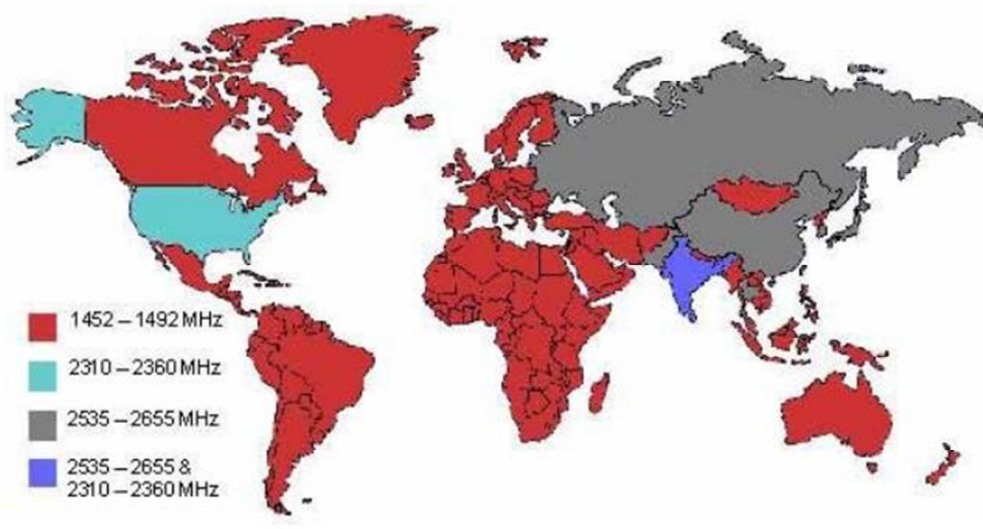 1452 – 1492 MHz
2310 – 2360 MHz
2535 – 2655 MHz
2535 – 2655 &
2310 – 2360 MHz